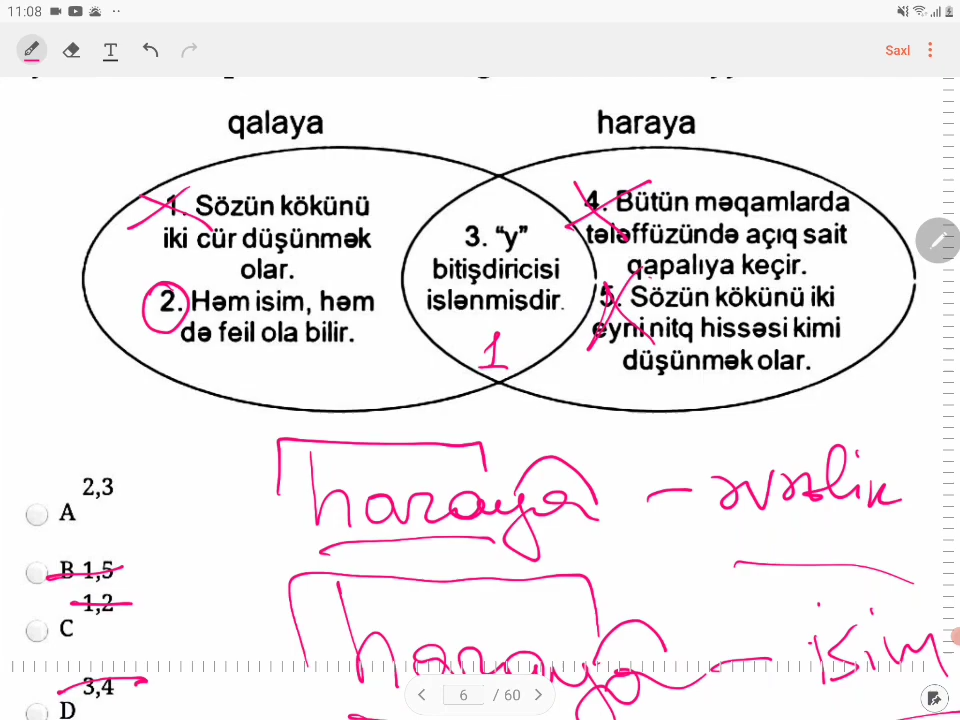 11:08
T
Saxl
qalaya
haraya
1. Sözün kökünü
iki cür düşünmək
olar.
2. Həm isim, həm
də feil ola bilir.
3. “y”
bitişdiricisi
islənmişdir.
1
4. Bütün məqamlarda
tələffüzündə açıq sait
qapalıya keçir.
5. Sözün kökünü iki
eyni nitq hissəsi kimi
düşünmək olar.
haraya – əvəzlik
haraya – isim
2,3
A
B 1,5
1,2
C
3,4
D
6 / 60